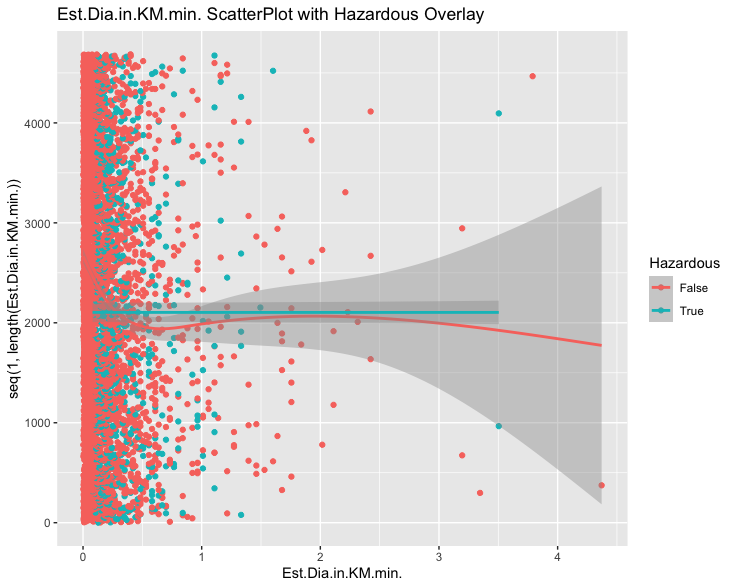 Est.Dia.in.KM.min. ScatterPlot with Hazardous Overlay
seq(1, length(Est.Dia.in.KM.min.))
4000
3000
2000
1000
0
0 1 2 3 4
Est.Dia.in.KM.min.
Hazardous
False
True